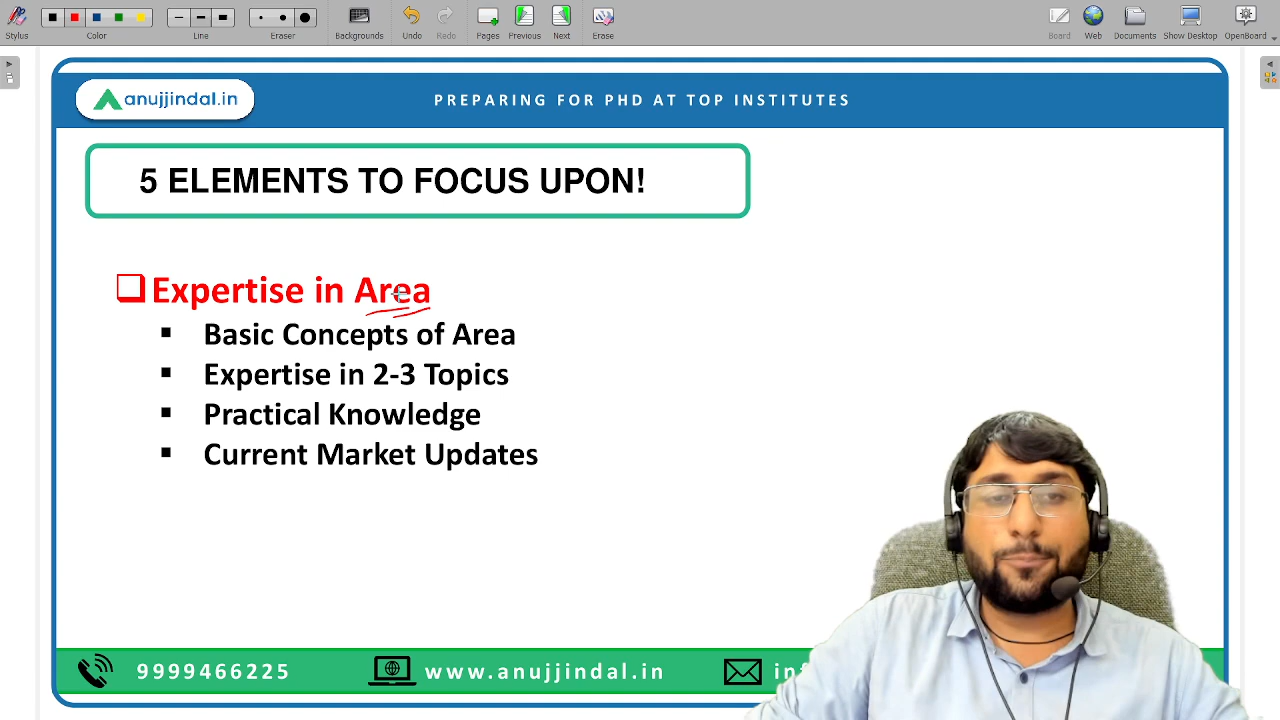 Stylus
Color
Line
Eraser
Backgrounds
Undo
Redo
Pages
Previous
Next
Erase
Board
Web
Documents
Show Desktop
OpenBoard
anujjindal.in
PREPARING FOR PHD AT TOP INSTITUTES
5 ELEMENTS TO FOCUS UPON!
Expertise in Area
Basic Concepts of Area
Expertise in 2-3 Topics
Practical Knowledge
Current Market Updates
9999466225
www.anujjindal.in